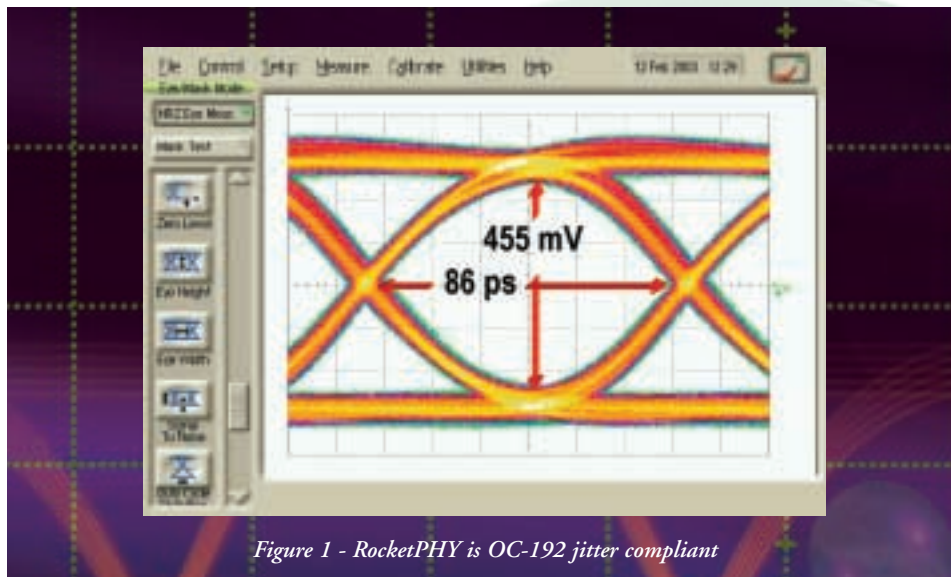 File Control Setup Measure Calibrate Utilities Help 12 Feb 2003 12:29
Eye/Mask Mode
NRZ Eye Meas
Mask Test
Zero Level
Eye Height
Eye Width
Signal
To Noise
455 mV
86 ps
Figure 1 - RocketPHY is OC-192 jitter compliant